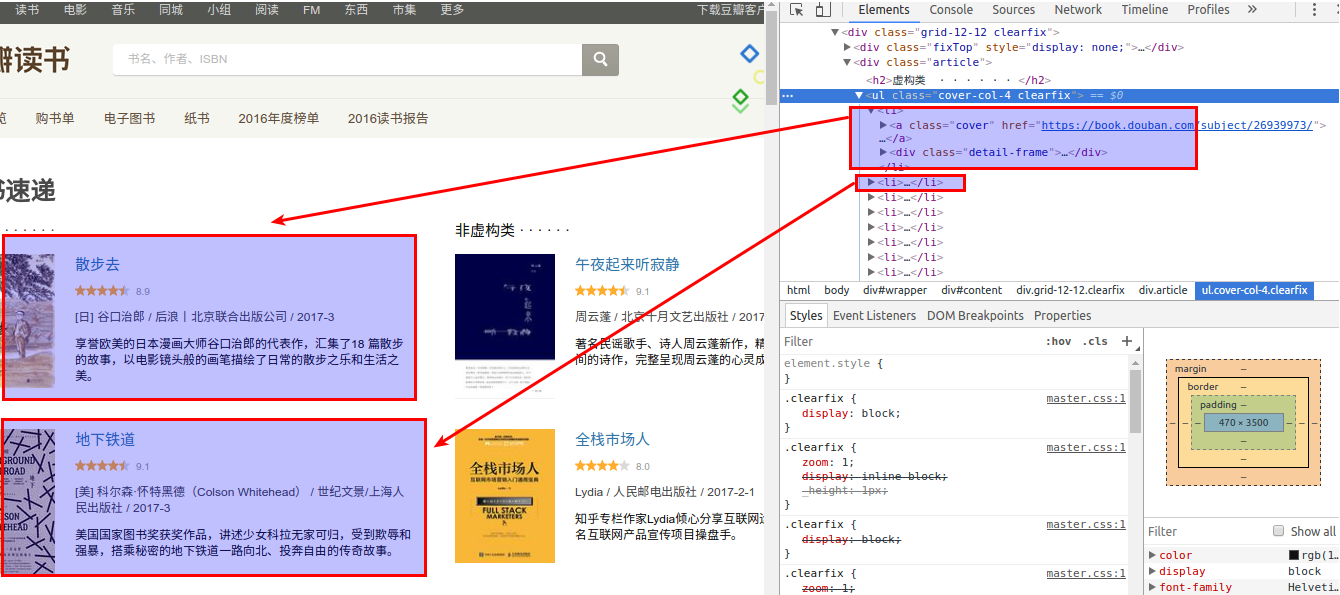 读书 电影 音乐 同城 小组 阅读 FM 东西 市集 更多 下载豆瓣客户
瓣读书
书名、作者、ISBN
购书单 电子图书 纸书 2016年度榜单 2016读书报告
书速递
· · · · · ·
散步去
8.9
[日] 谷口治郎 / 后浪丨北京联合出版公司 / 2017-3
享誉欧美的日本漫画大师谷口治郎的代表作，汇集了18 篇散步
的故事，以电影镜头般的画笔描绘了日常的散步之乐和生活之
美。
GROUND
ROAD
地下铁道
9.1
[美] 科尔森·怀特黑德（Colson Whitehead） / 世纪文景/上海人
民出版社 / 2017-3
美国国家图书奖获奖作品，讲述少女科拉无家可归，受到欺辱和
强暴，搭乘秘密的地下铁道一路向北、投奔自由的传奇故事。
非虚构类 · · · · · ·
午夜起来听寂静
9.1
周云蓬 / 北京十月文艺出版社 / 2017
著名民谣歌手、诗人周云蓬新作，精
间的诗作，完整呈现周云蓬的心灵成
全栈市场人
互联网市场营销入门通用宝典
FULL STACK
MARKETERS
全栈市场人
8.0
Lydia / 人民邮电出版社 / 2017-2-1
知乎专栏作家Lydia倾心分享互联网运
名互联网产品宣传项目操盘手。
Elements Console Sources Network Timeline Profiles »
▼<div class="grid-12-12 clearfix">
▶<div class="fixTop" style="display: none;">…</div>
▼<div class="article">
<h2>虚构类 · · · · · · </h2>
▼<ul class="cover-col-4 clearfix"> == $0
▼<li>
▶<a class="cover" href="https://book.douban.com/subject/26939973/">
…</a>
▶<div class="detail-frame">…</div>
</li>
▶<li>…</li>
▶<li>…</li>
▶<li>…</li>
▶<li>…</li>
▶<li>…</li>
▶<li>…</li>
▶<li>…</li>
html body div#wrapper div#content div.grid-12-12.clearfix div.article ul.cover-col-4.clearfix
Styles Event Listeners DOM Breakpoints Properties
Filter :hov .cls +
element.style {
}
.clearfix { master.css:1
display: block;
}
.clearfix { master.css:1
zoom: 1;
display: inline-block;
_height: 1px;
}
.clearfix { master.css:1
display: block;
}
.clearfix { master.css:1
zoom: 1;
margin –
border –
padding –
– – – 470 × 3500 – – –
–
–
–
Filter Show all
▶color rgb(1…
▶display block
▶font-family Helveti…